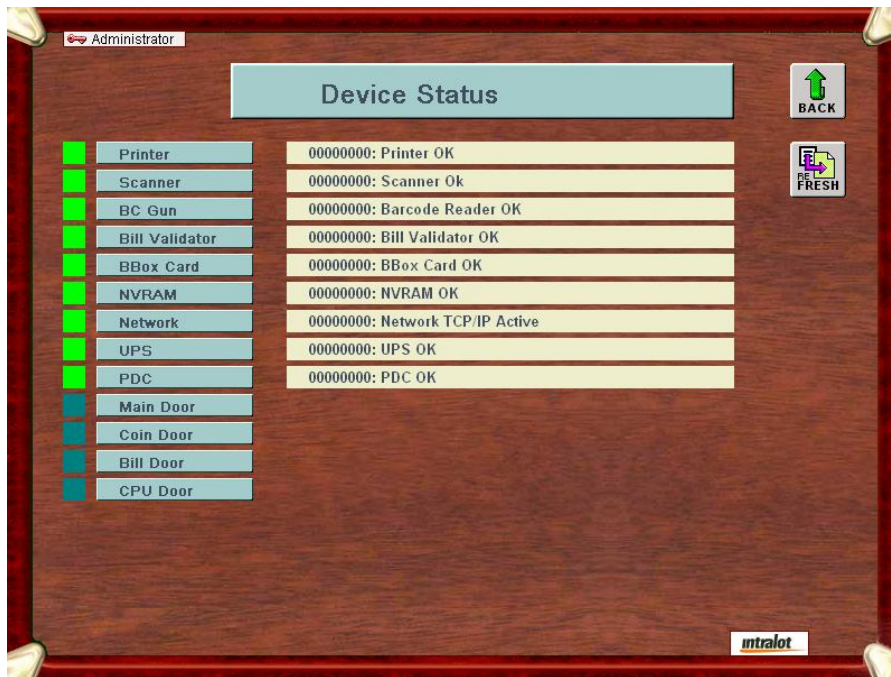 Administrator
Device Status
BACK
Printer 00000000: Printer OK
RE
FRESH
Scanner 00000000: Scanner Ok
BC Gun 00000000: Barcode Reader OK
Bill Validator 00000000: Bill Validator OK
BBox Card 00000000: BBox Card OK
NVRAM 00000000: NVRAM OK
Network 00000000: Network TCP/IP Active
UPS 00000000: UPS OK
PDC 00000000: PDC OK
Main Door
Coin Door
Bill Door
CPU Door
intralot